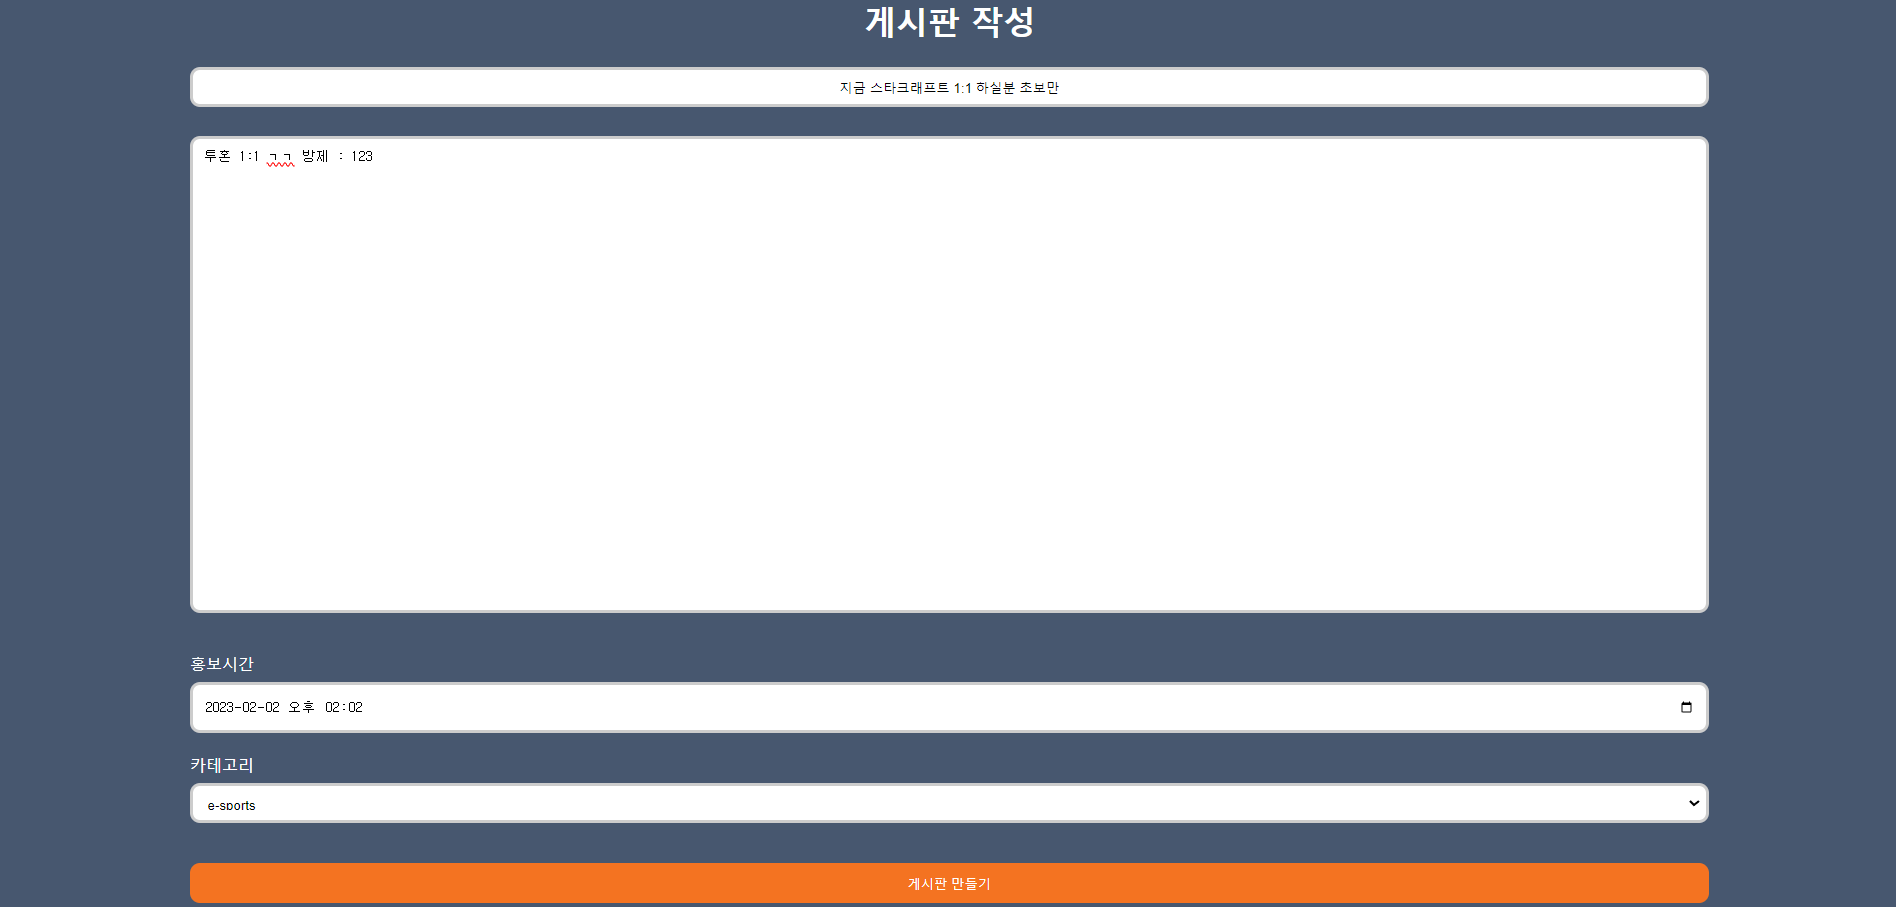 게시판 작성
지금 스타크래프트 1:1 하실분 초보만
투혼 1:1 ㄱㄱ 방제 : 123
홍보시간
2023-02-02 오후 02:02
카테고리
e-sports
게시판 만들기